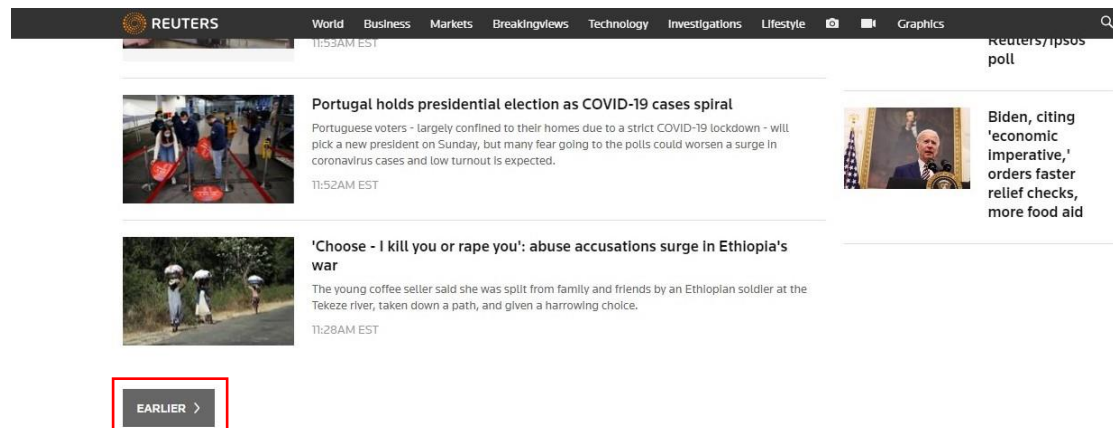 REUTERS World Business Markets Breakingviews Technology Investigations Lifestyle Graphics
11:53AM EST
Portugal holds presidential election as COVID-19 cases spiral
Portuguese voters - largely confined to their homes due to a strict COVID-19 lockdown - will
pick a new president on Sunday, but many fear going to the polls could worsen a surge in
coronavirus cases and low turnout is expected.
11:52AM EST
'Choose - I kill you or rape you': abuse accusations surge in Ethiopia's
war
The young coffee seller said she was split from family and friends by an Ethiopian soldier at the
Tekeze river, taken down a path, and given a harrowing choice.
11:28AM EST
EARLIER
Reuters/Ipsos
poll
Biden, citing
'economic
imperative,'
orders faster
relief checks,
more food aid